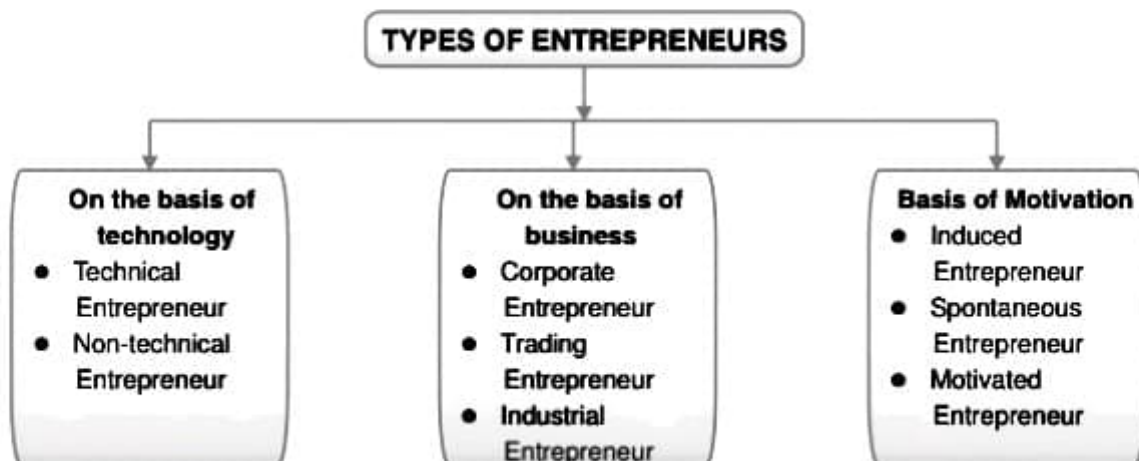 TYPES OF ENTREPRENEURS
On the basis of
technology
● Technical
Entrepreneur
● Non-technical
Entrepreneur
On the basis of
business
● Corporate
Entrepreneur
● Trading
Entrepreneur
● Industrial
Entrepreneur
Basis of Motivation
● Induced
Entrepreneur
● Spontaneous
Entrepreneur
● Motivated
Entrepreneur